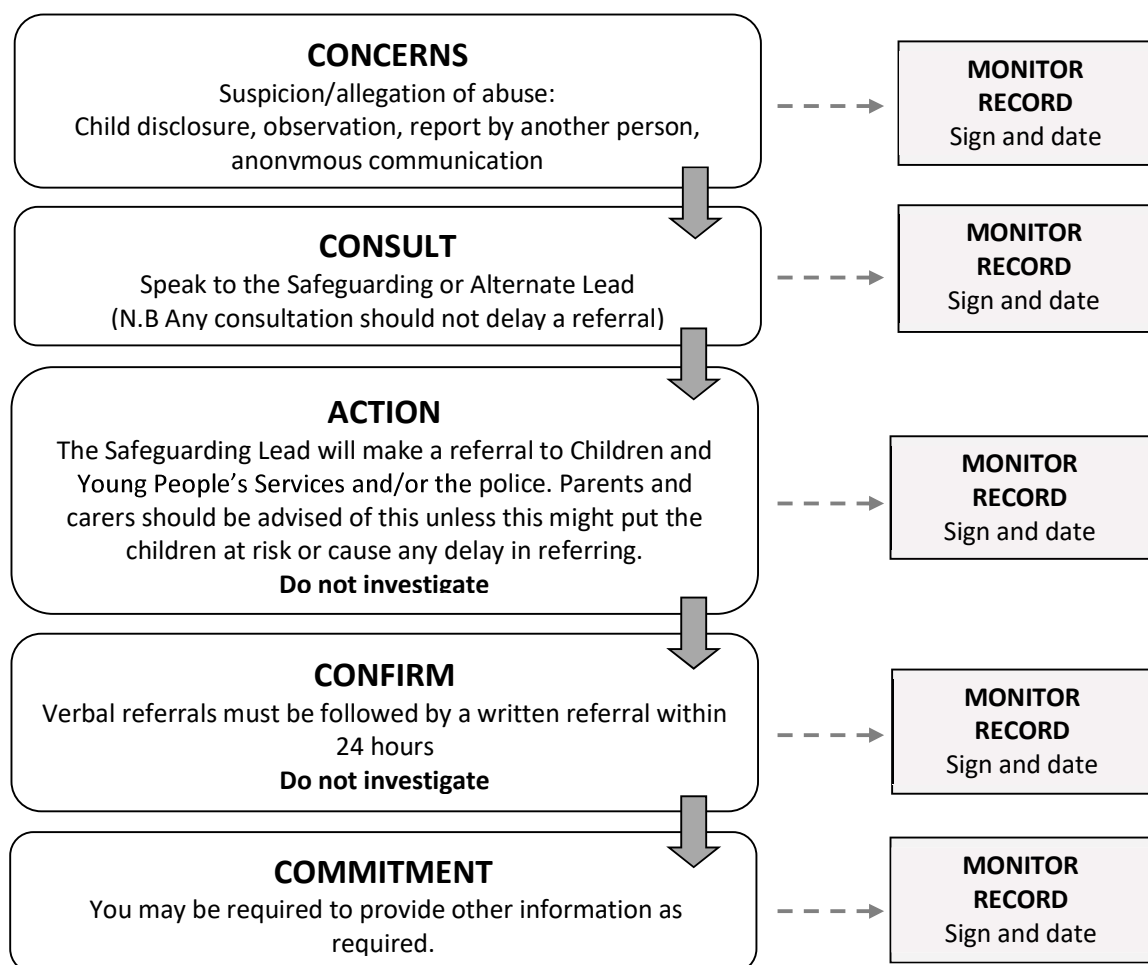 CONCERNS
Suspicion/allegation of abuse:
Child disclosure, observation, report by another person,
anonymous communication
MONITOR
RECORD
Sign and date
CONSULT
Speak to the Safeguarding or Alternate Lead
(N.B Any consultation should not delay a referral)
MONITOR
RECORD
Sign and date
ACTION
The Safeguarding Lead will make a referral to Children and
Young People's Services and/or the police. Parents and
carers should be advised of this unless this might put the
children at risk or cause any delay in referring.
Do not investigate
MONITOR
RECORD
Sign and date
CONFIRM
Verbal referrals must be followed by a written referral within
24 hours
Do not investigate
MONITOR
RECORD
Sign and date
COMMITMENT
You may be required to provide other information as
required.
MONITOR
RECORD
Sign and date